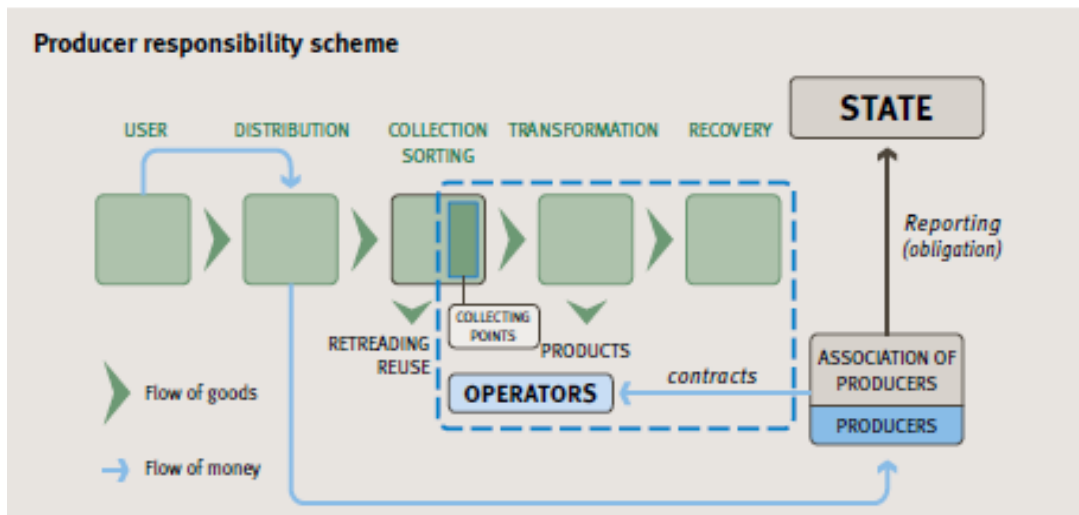 Producer responsibility scheme
STATE
USER
DISTRIBUTION
COLLECTION
SORTING
TRANSFORMATION
RECOVERY
Reporting
(obligation)
COLLECTING
POINTS
RETREADING
REUSE
PRODUCTS
ASSOCIATION OF
PRODUCERS
contracts
OPERATORS
Flow of goods
PRODUCERS
Flow of money